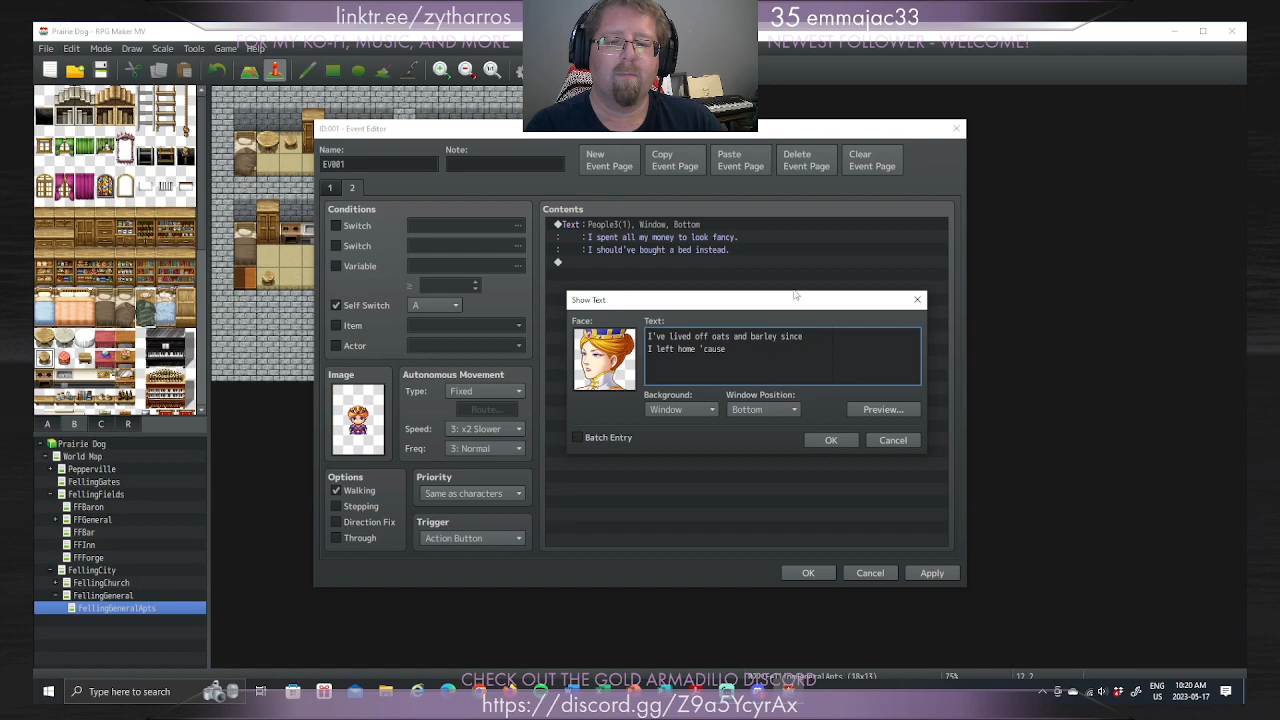 linktr.ee/zytharros
35 emmajac33
Prairie Dog - RPG Maker MV
FOR MY KO-FI, MUSIC, AND MORE
NEWEST FOLLOWER - WELCOME!
File Edit Mode Draw Scale Tools Game Help
ID:001 - Event Editor
Name:
Note:
EV001
New Event Page
Copy Event Page
Paste Event Page
Delete Event Page
Clear Event Page
1 2
Conditions
Switch
Switch
Variable
≥
Self Switch A
Item
Actor
Image
Autonomous Movement
Type: Fixed
Route...
Speed: 3: x2 Slower
Freq: 3: Normal
Options
Walking
Stepping
Direction Fix
Through
Priority
Same as characters
Trigger
Action Button
Contents
◆Text : People3(1), Window, Bottom
: : I spent all my money to look fancy.
: : I should've bought a bed instead.
◆
Show Text
Face:
Text:
I've lived off oats and barley since
I left home 'cause
Background:
Window Position:
Window
Bottom
Preview...
Batch Entry
OK
Cancel
OK
Cancel
Apply
A B C R
Prairie Dog
World Map
Pepperville
FellingGates
FellingFields
FFBaron
FFGeneral
FFBar
FFInn
FFForge
FellingCity
FellingChurch
FellingGeneral
FellingGeneralApts
CHECK OUT THE GOLD ARMADILLO DISCORD
75%
12,2
Type here to search
https://discord.gg/Z9a5YcyrAx
ENG
US
10:20 AM
2023-05-17